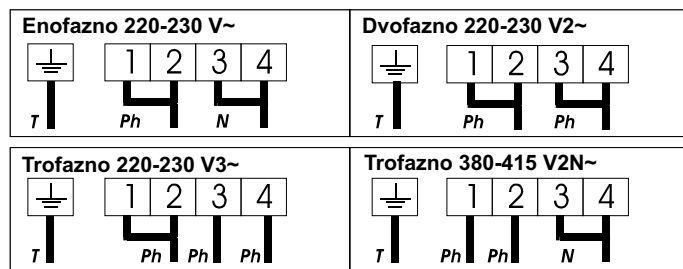 Enofazno 220-230 V~
1 2 3 4
T Ph N
Dvofazno 220-230 V2~
1 2 3 4
T Ph Ph
Trofazno 220-230 V3~
1 2 3 4
T Ph Ph Ph
Trofazno 380-415 V2N~
1 2 3 4
T Ph Ph N